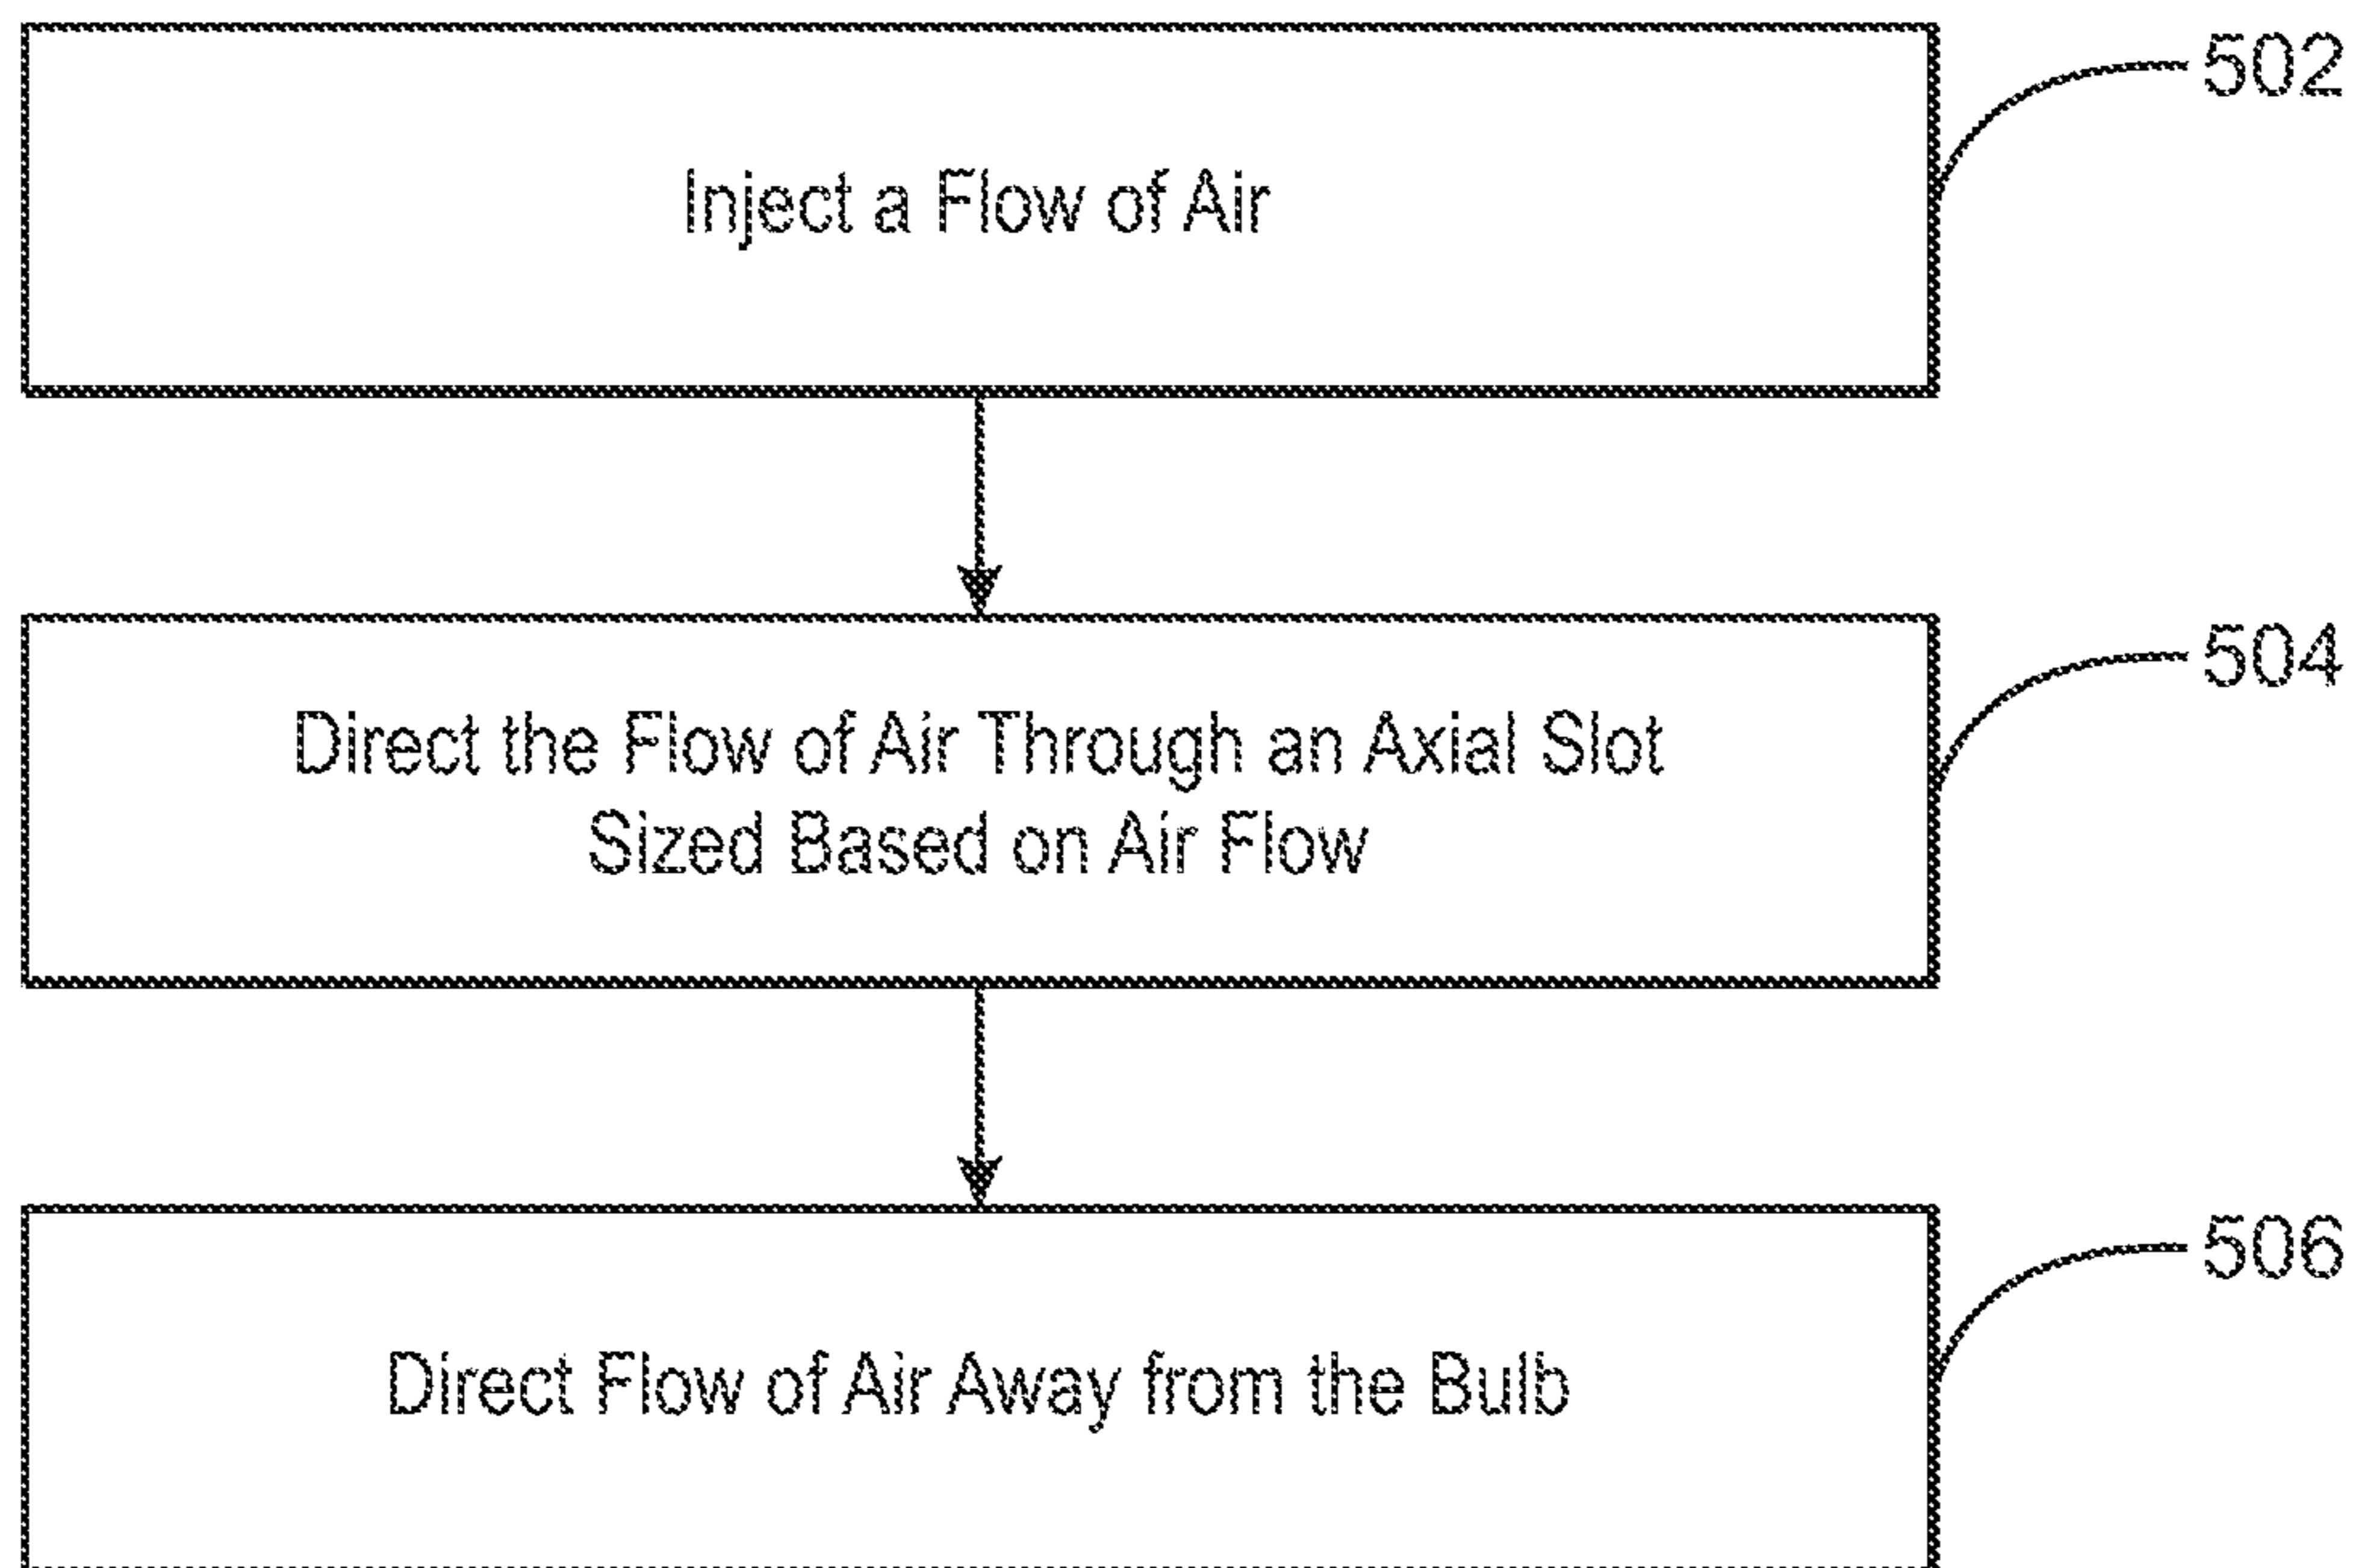 502
Inject a Flow of Air
504
Direct the Flow of Air Through an Axial Slot
Sized Based on Air Flow
506
Direct Flow of Air Away from the Bulb